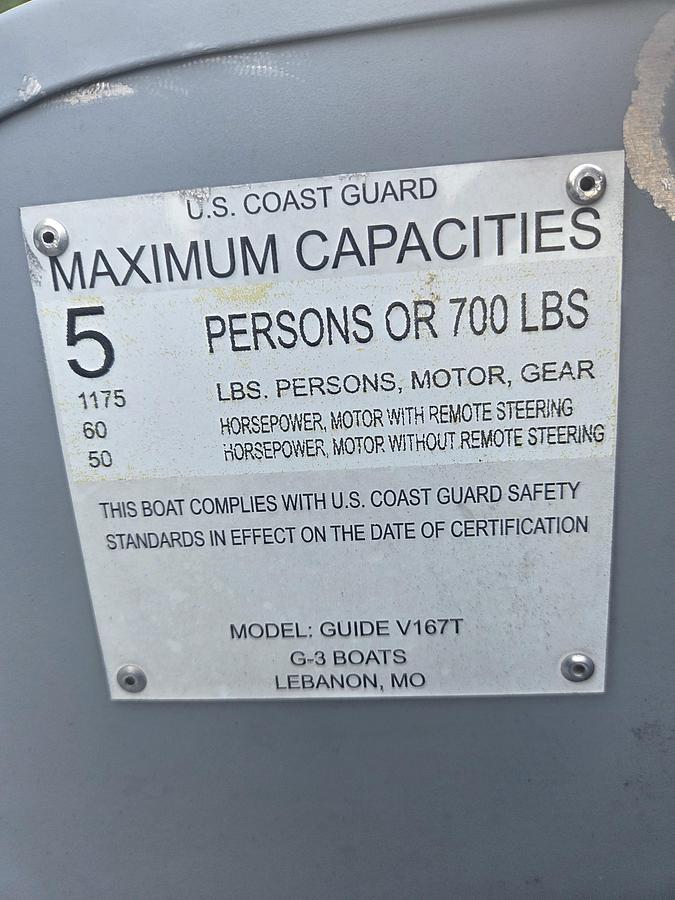 U.S. COAST GUARD
MAXIMUM CAPACITIES
5 PERSONS OR 700 LBS
1175 LBS. PERSONS, MOTOR, GEAR
60 HORSEPOWER, MOTOR WITH REMOTE STEERING
50 HORSEPOWER, MOTOR WITHOUT REMOTE STEERING
THIS BOAT COMPLIES WITH U.S. COAST GUARD SAFETY
STANDARDS IN EFFECT ON THE DATE OF CERTIFICATION
MODEL: GUIDE V167T
G-3 BOATS
LEBANON, MO